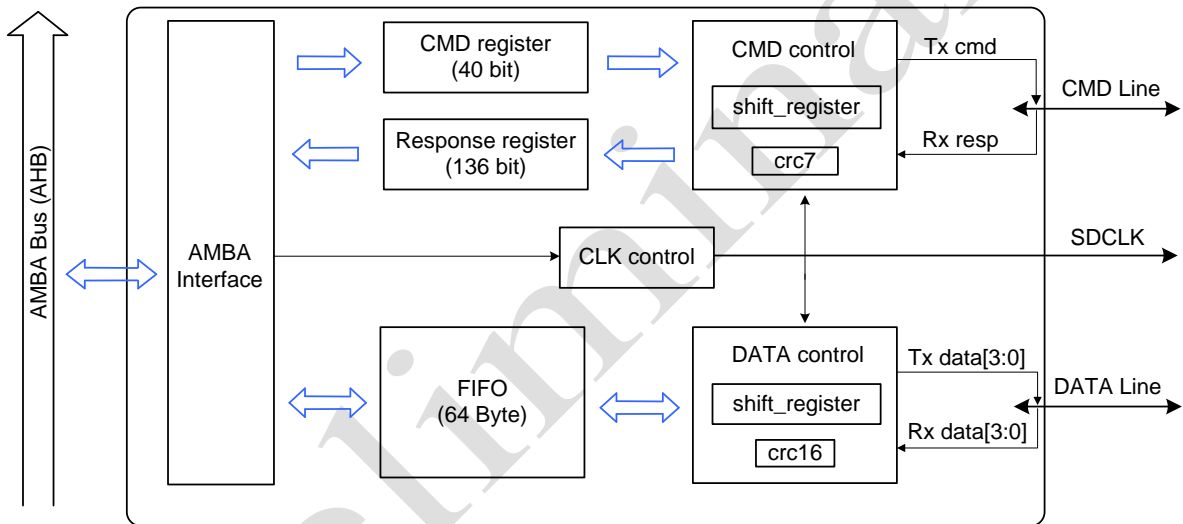 AMBA Bus (AHB)
AMBA
Interface
CMD register
(40 bit)
Response register
(136 bit)
CMD control
shift_register
crc7
Tx cmd
Rx resp
CMD Line
CLK control
SDCLK
FIFO
(64 Byte)
DATA control
shift_register
crc16
Tx data[3:0]
Rx data[3:0]
DATA Line